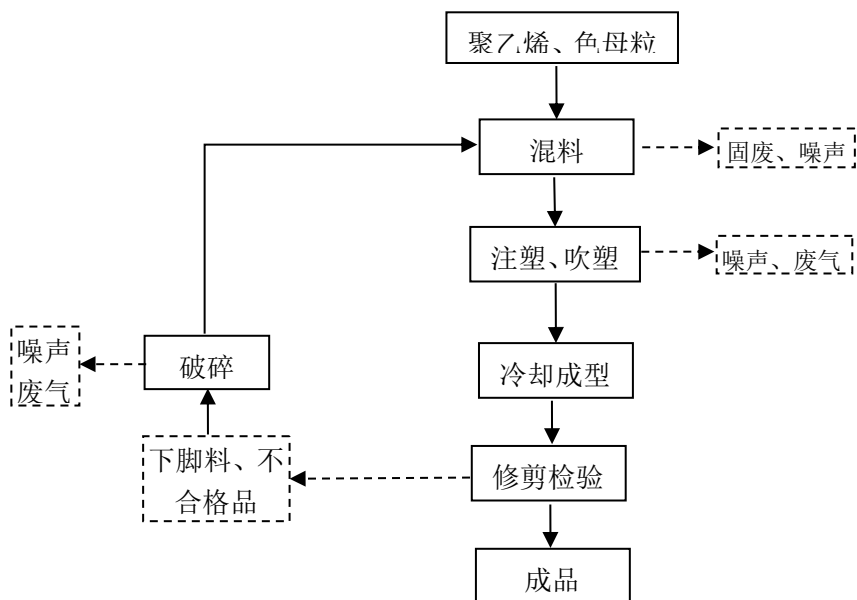 聚乙烯、色母粒
混料
固废、噪声
注塑、吹塑
噪声、废气
噪声
废气
破碎
冷却成型
下脚料、不
合格品
修剪检验
成品